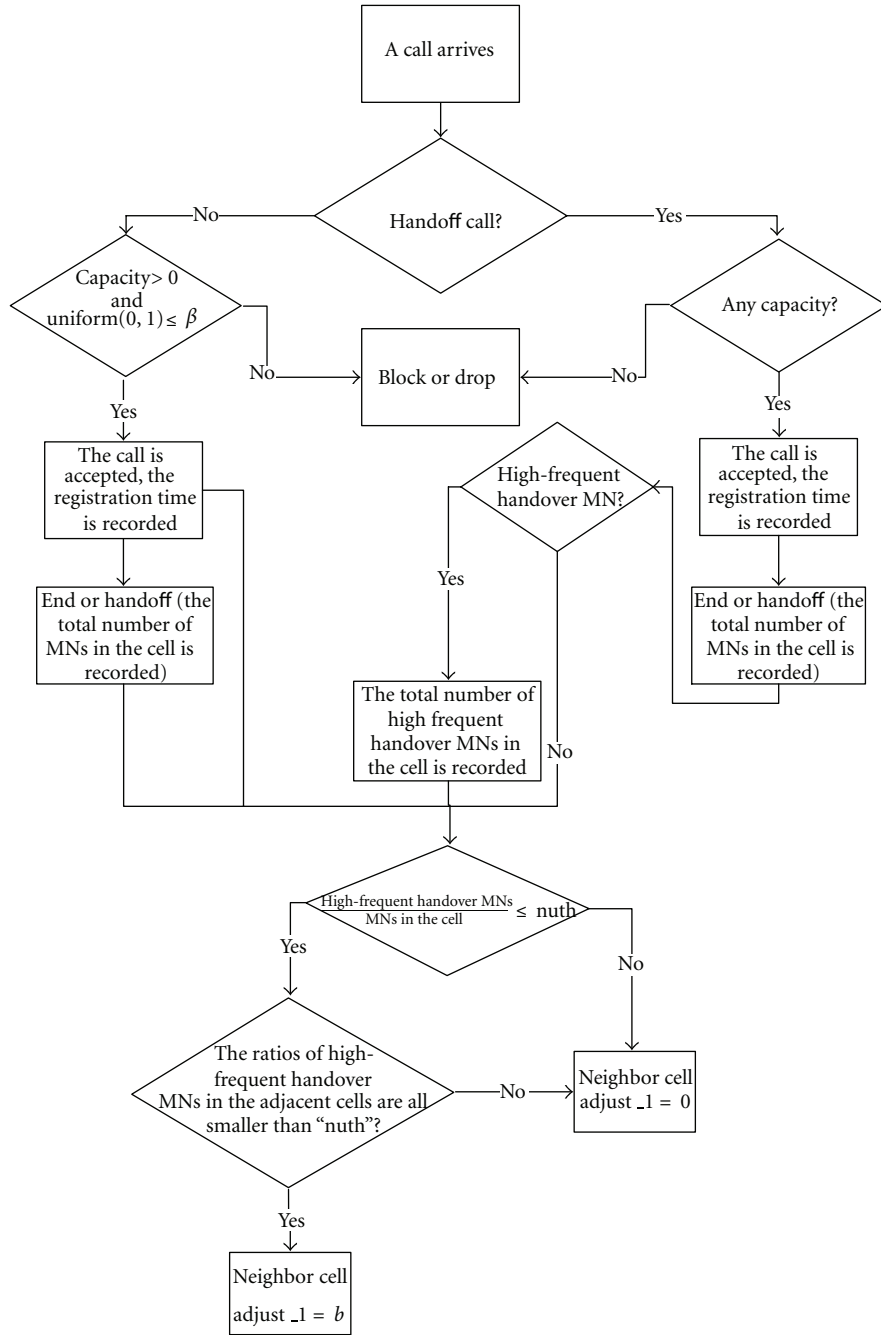 A call arrives
Handoff call?
No
Yes
Capacity> 0
and
uniform(0, 1) ≤ β
Any capacity?
No
Block or drop
No
Yes
Yes
The call is
accepted, the
registration time
is recorded
High-frequent
handover MN?
The call is
accepted, the
registration time
is recorded
Yes
End or handoff (the
total number of
MNs in the cell is
recorded)
End or handoff (the
total number of
MNs in the cell is
recorded)
The total number of
high frequent
handover MNs in
the cell is recorded
No
High-frequent handover MNs
MNs in the cell
≤ nuth
Yes
No
The ratios of high-
frequent handover
MNs in the adjacent cells are all
smaller than “nuth”?
No
Neighbor cell
adjust _1 = 0
Yes
Neighbor cell
adjust _1 = b